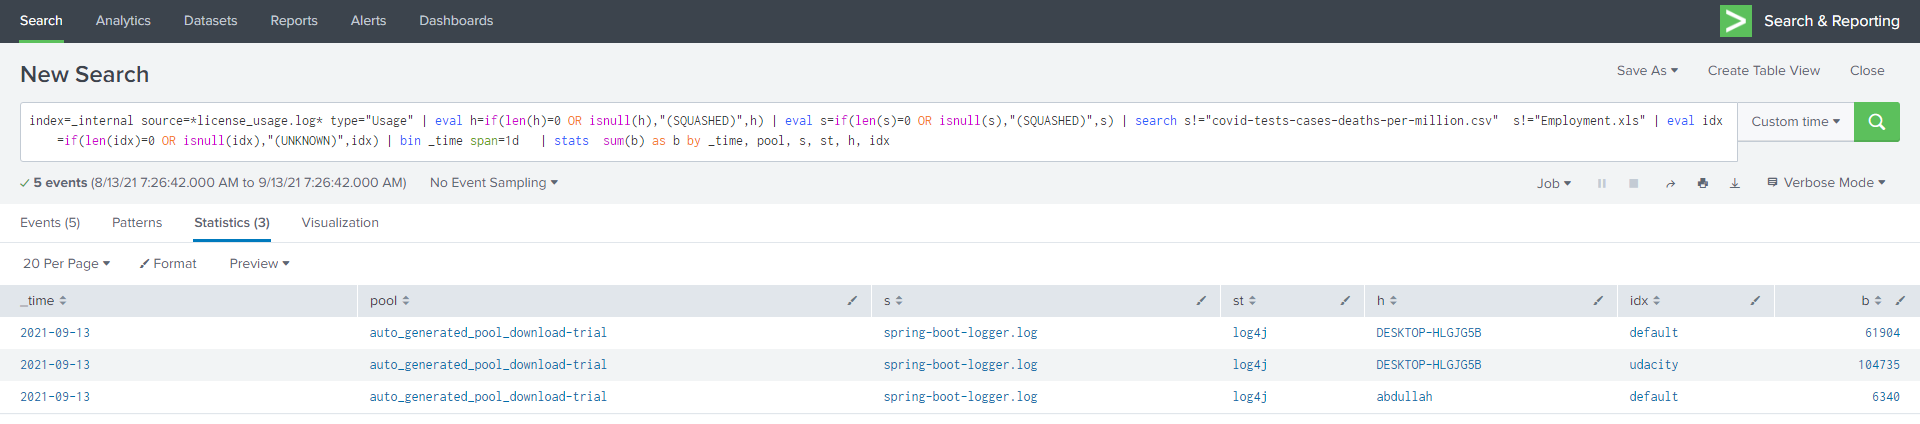 Search Analytics Datasets Reports Alerts Dashboards Search & Reporting
New Search Save As Create Table View Close
index=_internal source=*license_usage.log* type="Usage" | eval h=if(len(h)=0 OR isnull(h),"(SQUASHED)",h) | eval s=if(len(s)=0 OR isnull(s),"(SQUASHED)",s) | search s!="covid-tests-cases-deaths-per-million.csv"  s!="Employment.xls" | eval idx
=if(len(idx)=0 OR isnull(idx),"(UNKNOWN)",idx) | bin _time span=1d   | stats  sum(b) as b by _time, pool, s, st, h, idx
Custom time
5 events (8/13/21 7:26:42.000 AM to 9/13/21 7:26:42.000 AM) No Event Sampling Job Verbose Mode
Events (5) Patterns Statistics (3) Visualization
20 Per Page Format Preview
_time pool s st h idx b
2021-09-13 auto_generated_pool_download-trial spring-boot-logger.log log4j DESKTOP-HLGJG5B default 61904
2021-09-13 auto_generated_pool_download-trial spring-boot-logger.log log4j DESKTOP-HLGJG5B udacity 104735
2021-09-13 auto_generated_pool_download-trial spring-boot-logger.log log4j abdullah default 6340